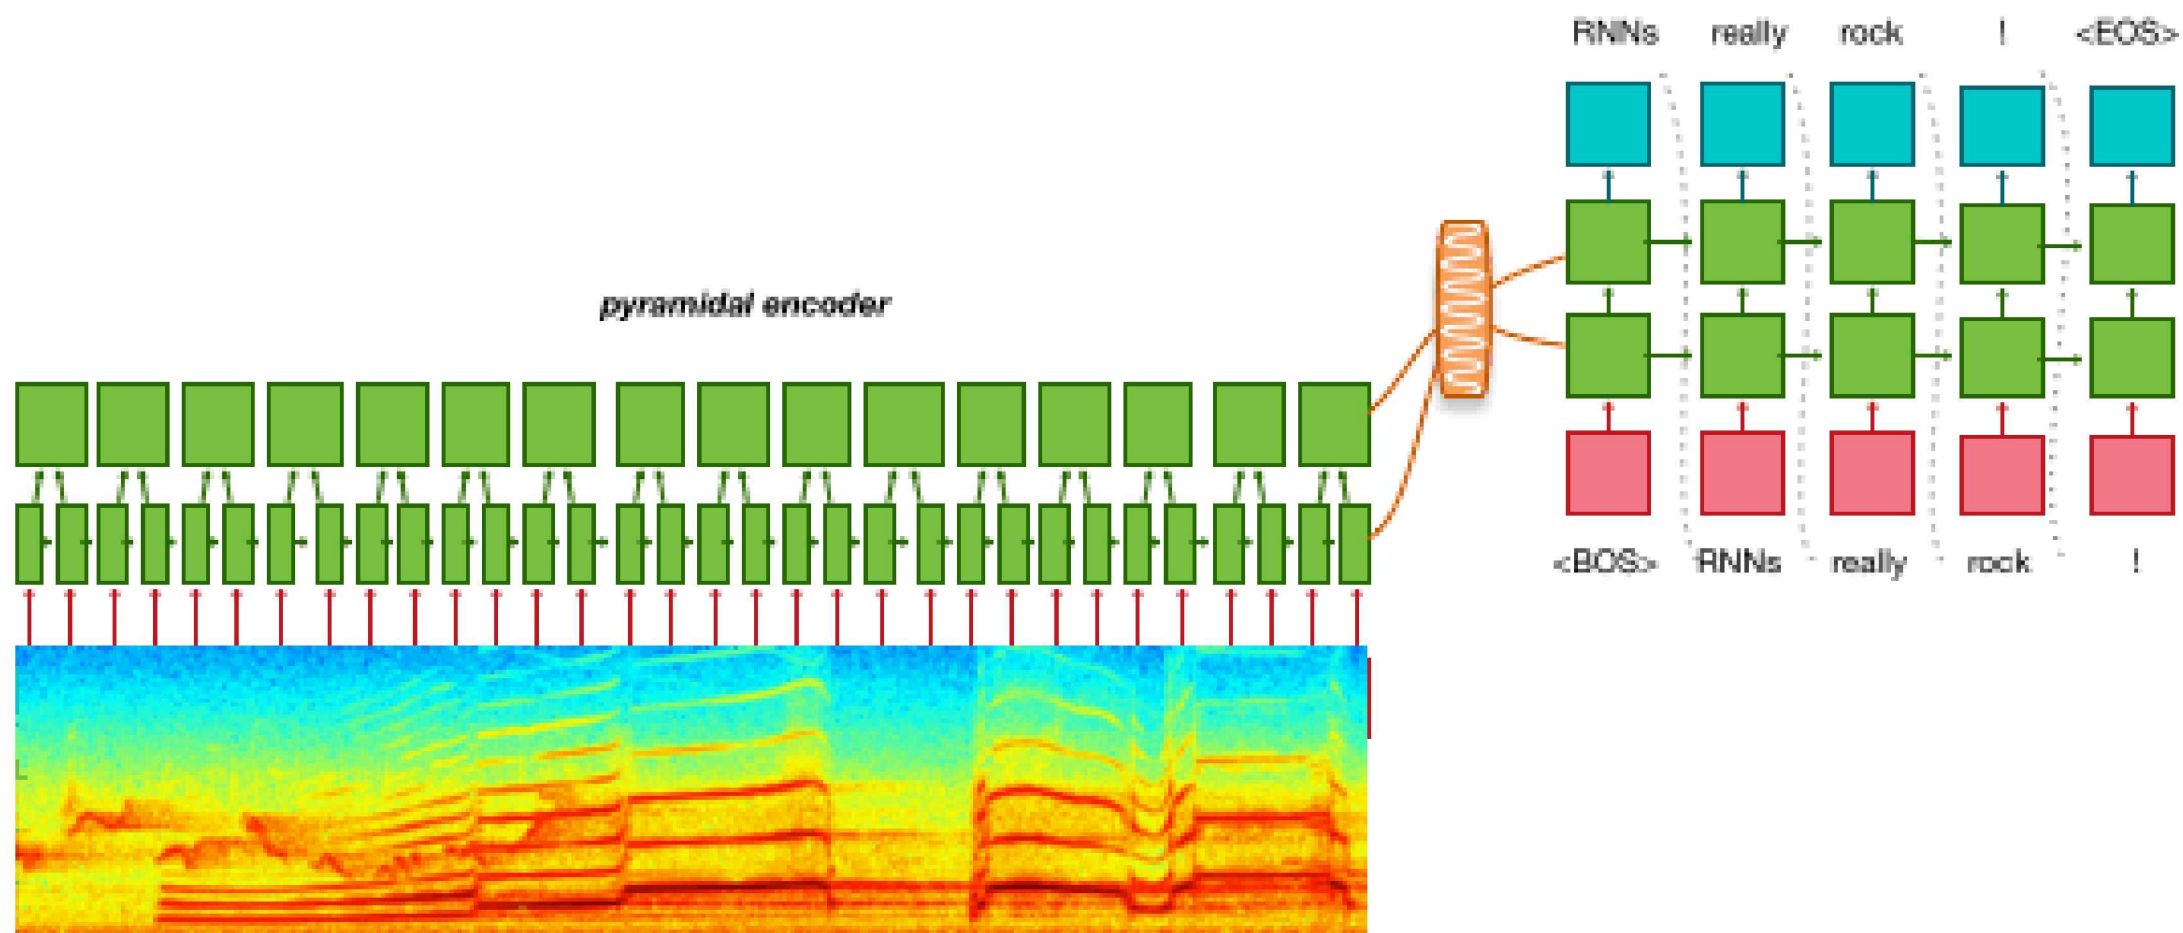 RNNs really rock ! <EOS>
pyramidal encoder
<BOS> RNNs really rock !